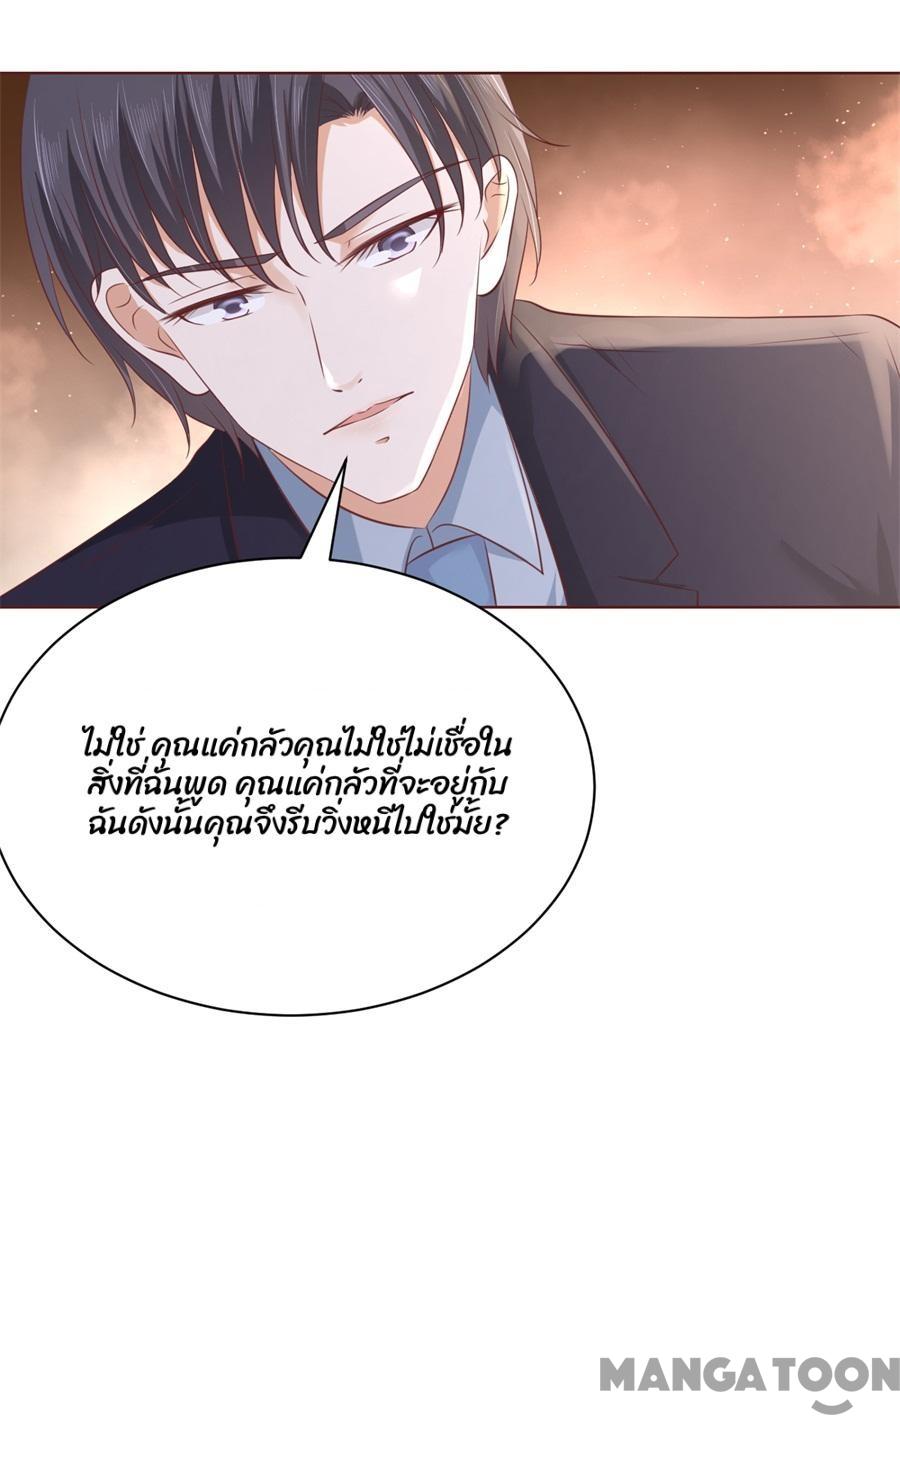 ไม่ใช่ คุณแค่กลัวคุณไม่ใช่ไม่เชื่อใน
สิ่งที่ฉันพูด คุณแค่กลัวที่จะอยู่กับ
ฉันดังนั้นคุณจึงรีบวิ่งหนีไปใช่มั้ย?
MANGATOON